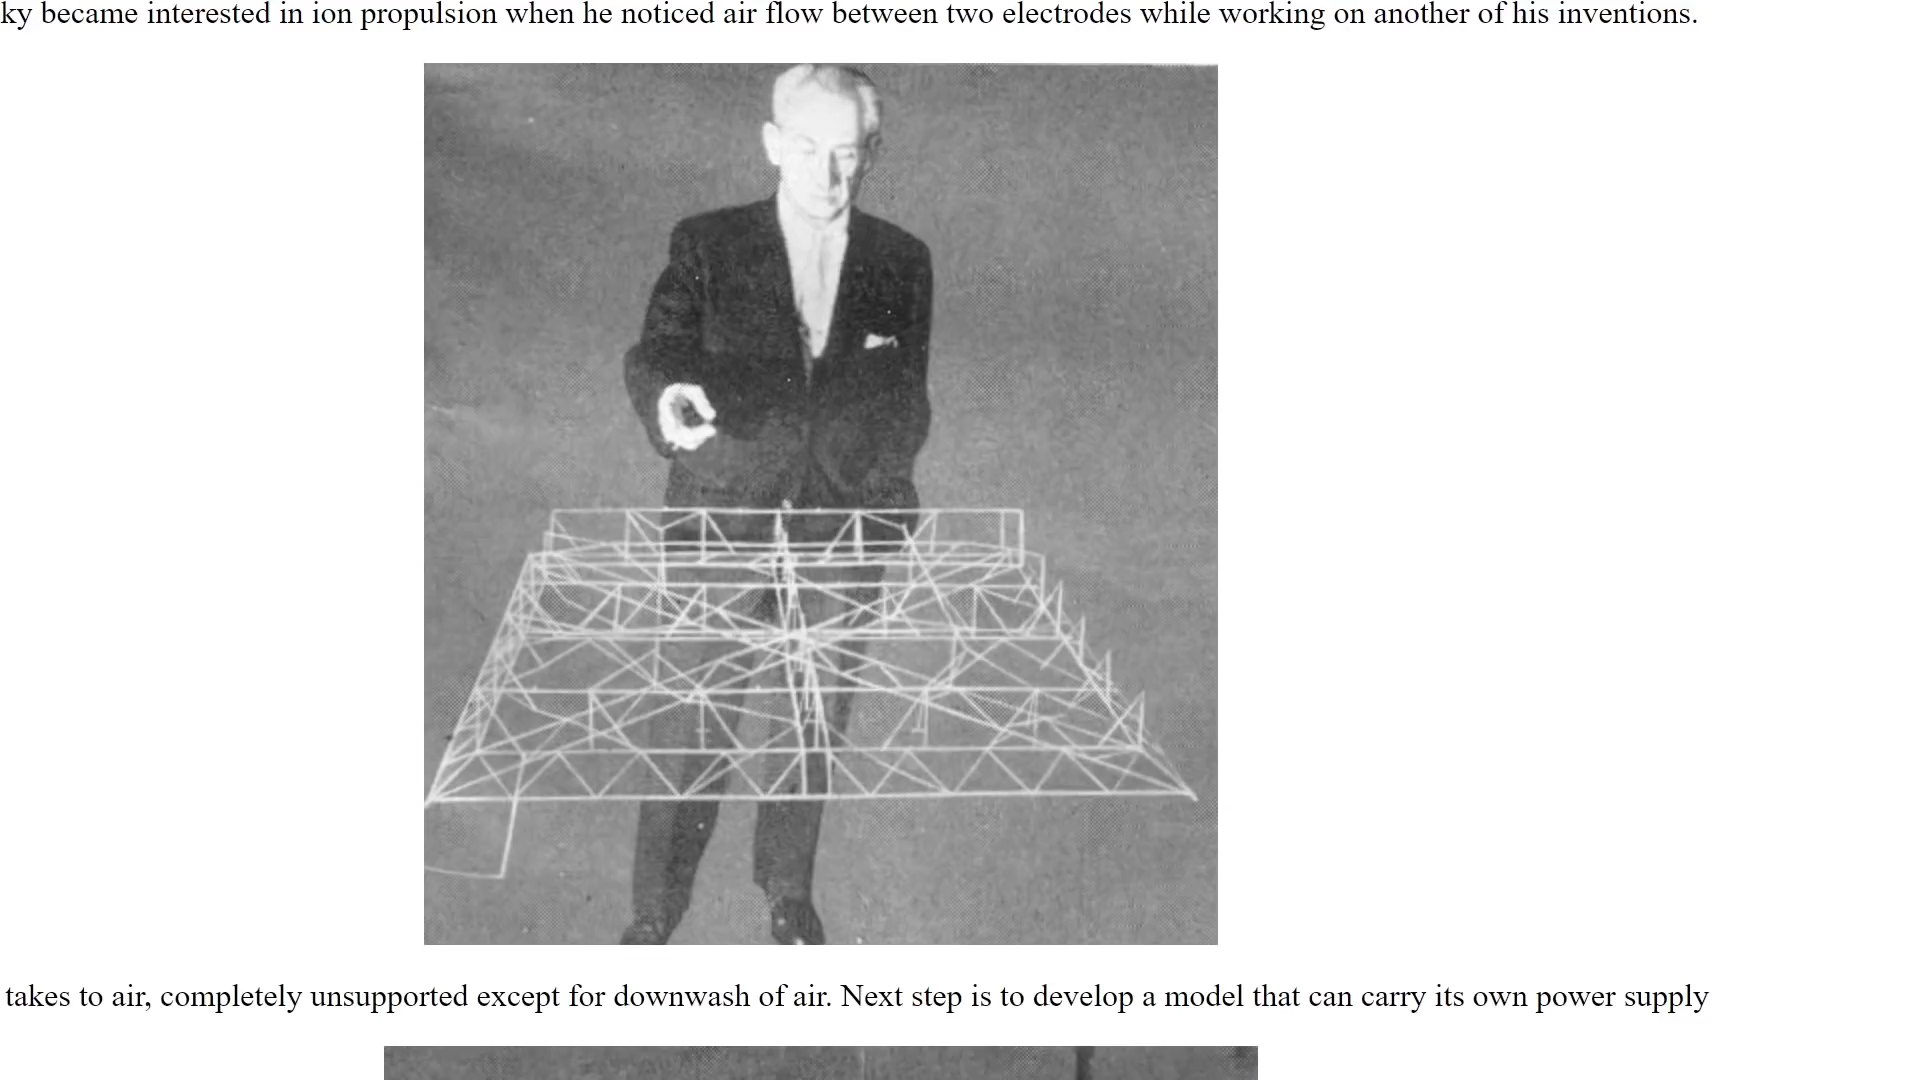 ky became interested in ion propulsion when he noticed air flow between two electrodes while working on another of his inventions.
takes to air, completely unsupported except for downwash of air. Next step is to develop a model that can carry its own power supply